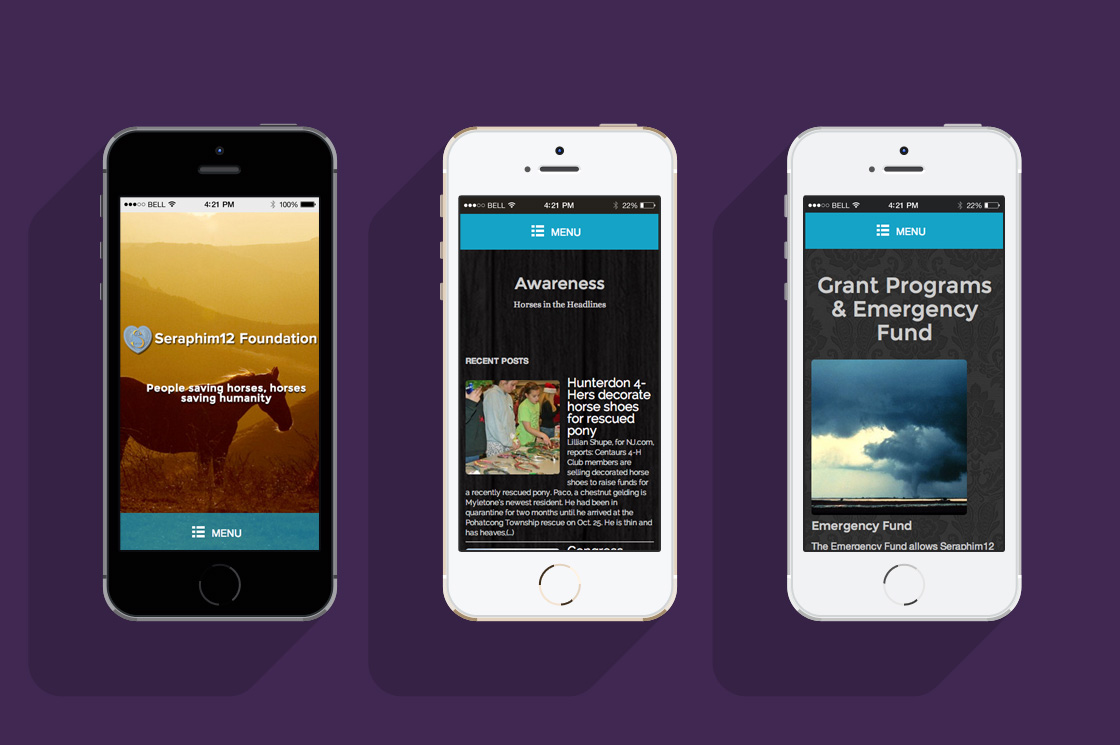 BELL 4:21 PM 100%
Seraphim12 Foundation
People saving horses, horses
saving humanity
MENU
BELL 4:21 PM 22%
MENU
Awareness
Horses in the Headlines
RECENT POSTS
Hunterdon 4-
Hers decorate
horse shoes
for rescued
pony
Lillian Shupe, for NJ.com,
reports: Centaurs 4-H
Club members are
selling decorated horse
shoes to raise funds for
a recently rescued pony. Paco, a chestnut gelding is
Myletone's newest resident. He had been in
quarantine for two months until he arrived at the
Pohatcong Township rescue on Oct. 25. He is thin and
has heaves,(...)
Congress
BELL 4:21 PM 22%
MENU
Grant Programs
& Emergency
Fund
Emergency Fund
The Emergency Fund allows Seraphim12